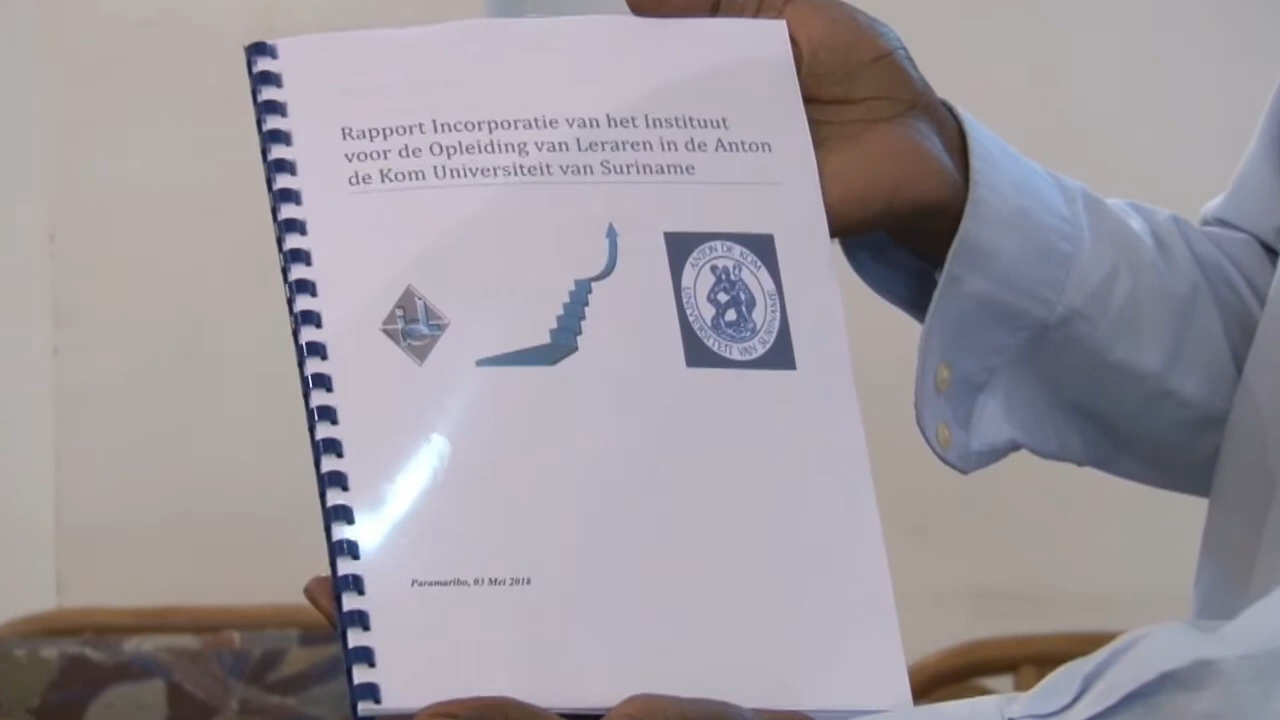 Rapport Incorporatie van het Instituut
voor de Opleiding van Leraren in de Anton
de Kom Universiteit van Suriname
ANTON DE KOM
UNIVERSITEIT VAN SURINAME
Paramaribo, 03 Mei 2018